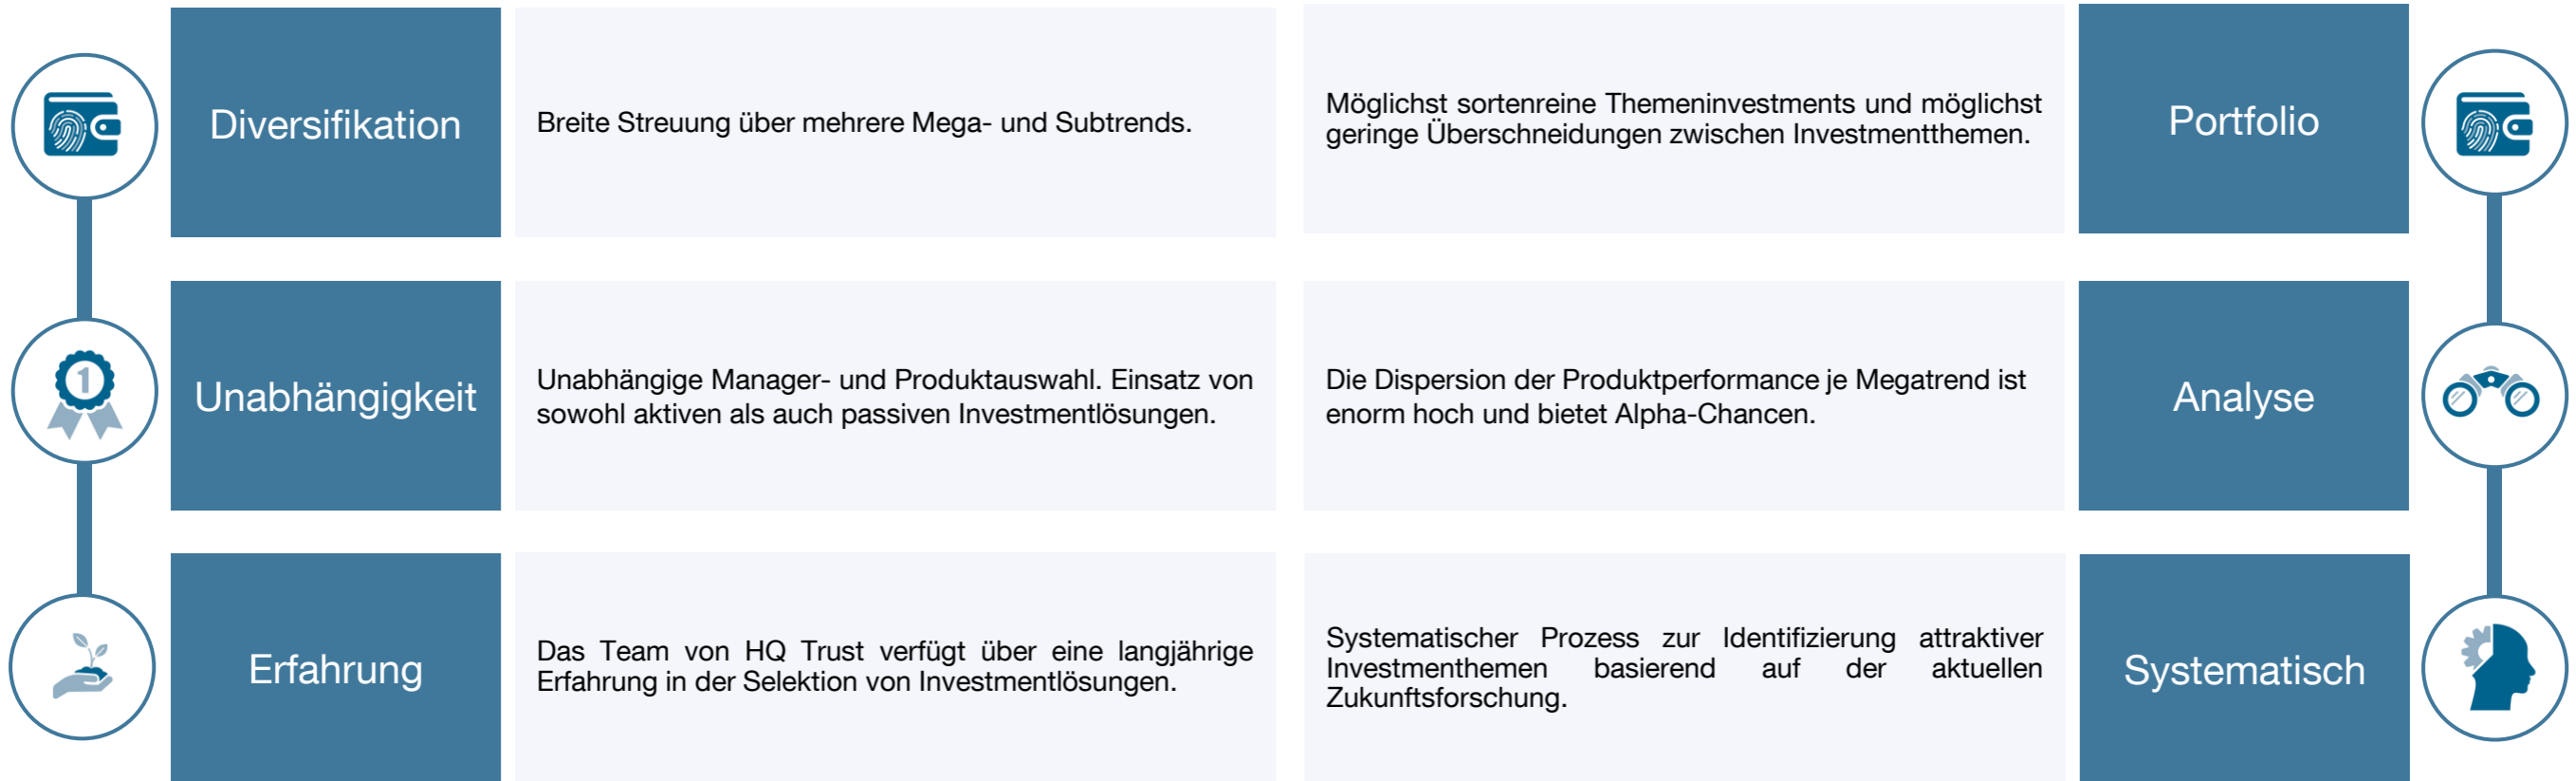 Diversifikation
Breite Streuung über mehrere Mega- und Subtrends.
Möglichst sortenreine Themeninvestments und möglichst
geringe Überschneidungen zwischen Investmentthemen.
Portfolio
1
Unabhängigkeit
Unabhängige Manager- und Produktauswahl. Einsatz von
sowohl aktiven als auch passiven Investmentlösungen.
Die Dispersion der Produktperformance je Megatrend ist
enorm hoch und bietet Alpha-Chancen.
Analyse
Erfahrung
Das Team von HQ Trust verfügt über eine langjährige
Erfahrung in der Selektion von Investmentlösungen.
Systematischer Prozess zur Identifizierung attraktiver
Investmenthemen basierend auf der aktuellen
Zukunftsforschung.
Systematisch